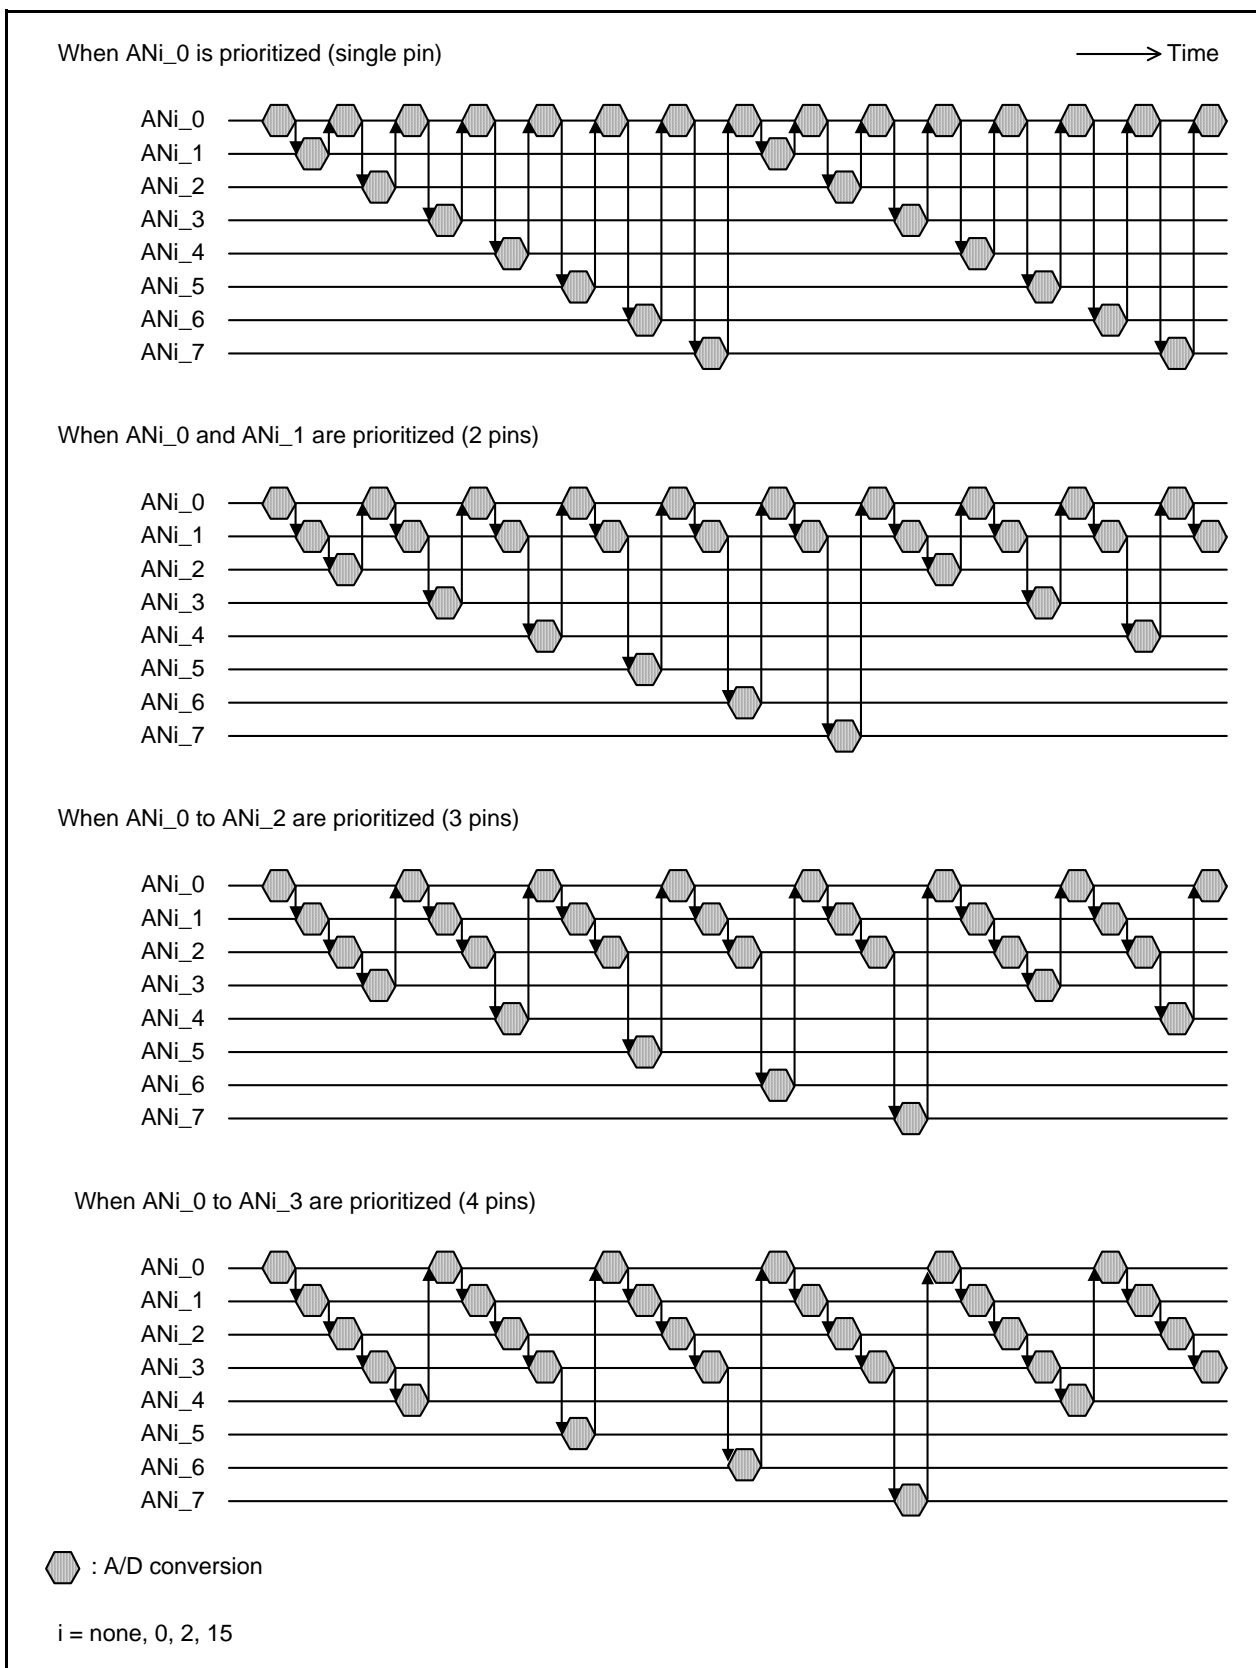 When ANi_0 is prioritized (single pin)
Time
ANi_0
ANi_1
ANi_2
ANi_3
ANi_4
ANi_5
ANi_6
ANi_7
When ANi_0 and ANi_1 are prioritized (2 pins)
ANi_0
ANi_1
ANi_2
ANi_3
ANi_4
ANi_5
ANi_6
ANi_7
When ANi_0 to ANi_2 are prioritized (3 pins)
ANi_0
ANi_1
ANi_2
ANi_3
ANi_4
ANi_5
ANi_6
ANi_7
When ANi_0 to ANi_3 are prioritized (4 pins)
ANi_0
ANi_1
ANi_2
ANi_3
ANi_4
ANi_5
ANi_6
ANi_7
: A/D conversion
i = none, 0, 2, 15